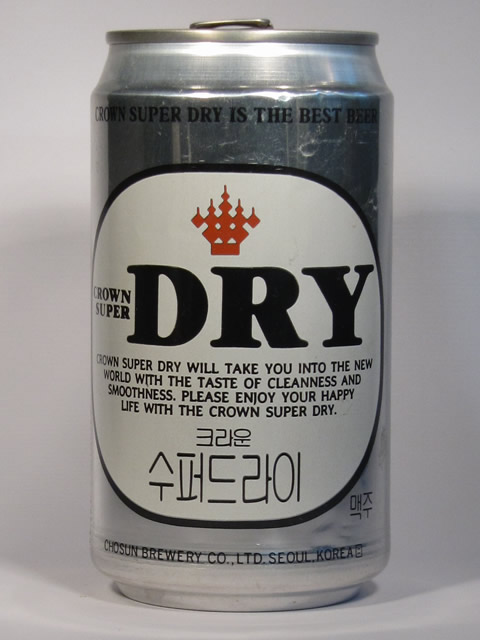 CROWN SUPER DRY IS THE BEST BEER
CROWN
SUPER
DRY
CROWN SUPER DRY WILL TAKE YOU INTO THE NEW
WORLD WITH THE TASTE OF CLEANNESS AND
SMOOTHNESS. PLEASE ENJOY YOUR HAPPY
LIFE WITH THE CROWN SUPER DRY.
크라운
수퍼드라이
맥주
CHOSUN BREWERY CO., LTD. SEOUL, KOREA